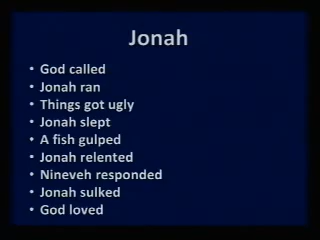 Jonah
• God called
• Jonah ran
• Things got ugly
• Jonah slept
• A fish gulped
• Jonah relented
• Nineveh responded
• Jonah sulked
• God loved